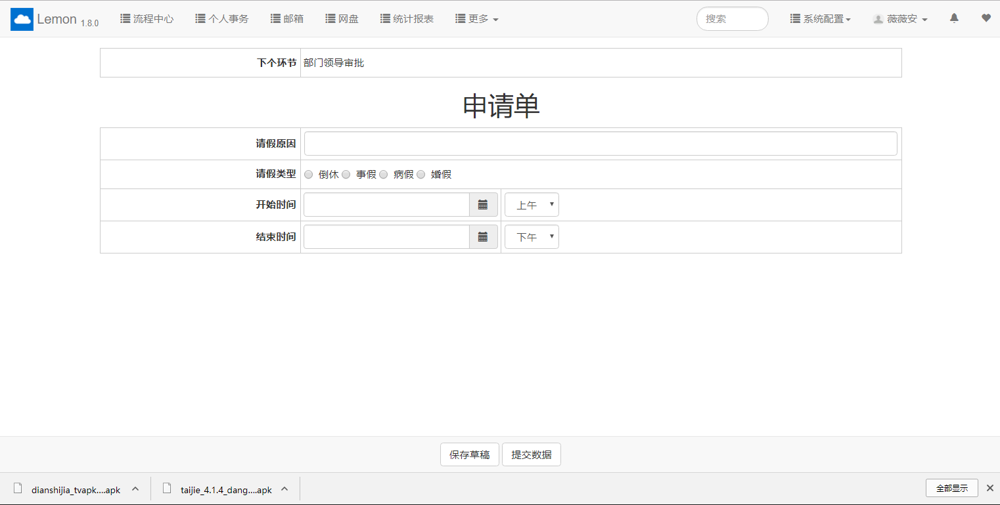 Lemon 1.8.0 流程中心 个人事务 邮箱 网盘 统计报表 更多 搜索 系统配置 薇薇安
下个环节 部门领导审批
申请单
请假原因
请假类型 倒休 事假 病假 婚假
开始时间 上午
结束时间 下午
保存草稿 提交数据
dianshijia_tvapk....apk taijie_4.1.4_dang....apk 全部显示